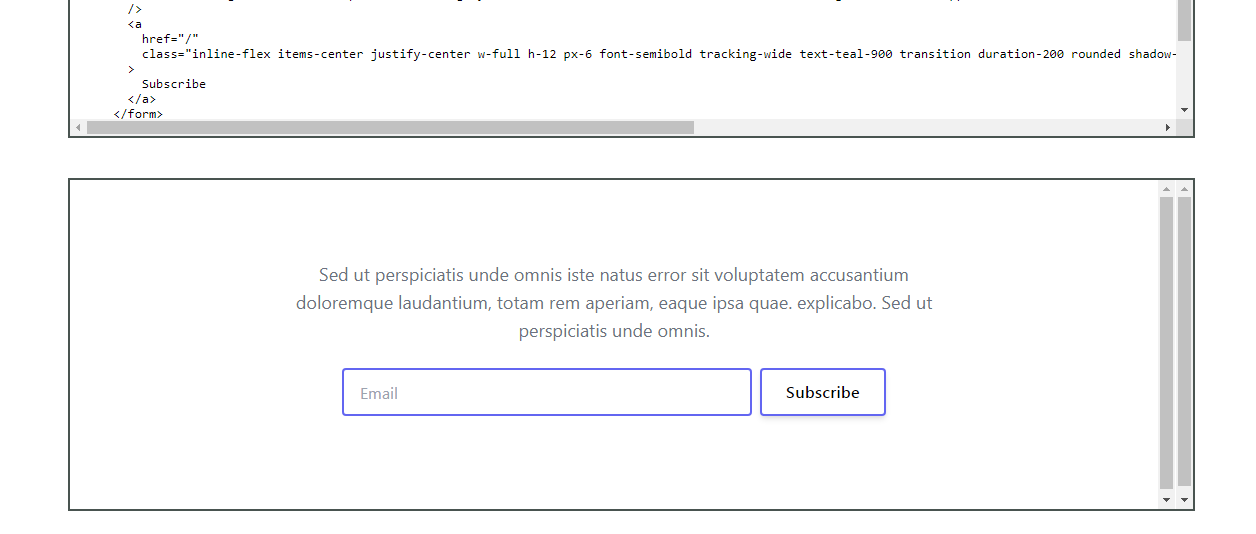 />
<a
href="/"
class="inline-flex items-center justify-center w-full h-12 px-6 font-semibold tracking-wide text-teal-900 transition duration-200 rounded shadow-
>
Subscribe
</a>
</form>
Sed ut perspiciatis unde omnis iste natus error sit voluptatem accusantium
doloremque laudantium, totam rem aperiam, eaque ipsa quae. explicabo. Sed ut
perspiciatis unde omnis.
Email
Subscribe